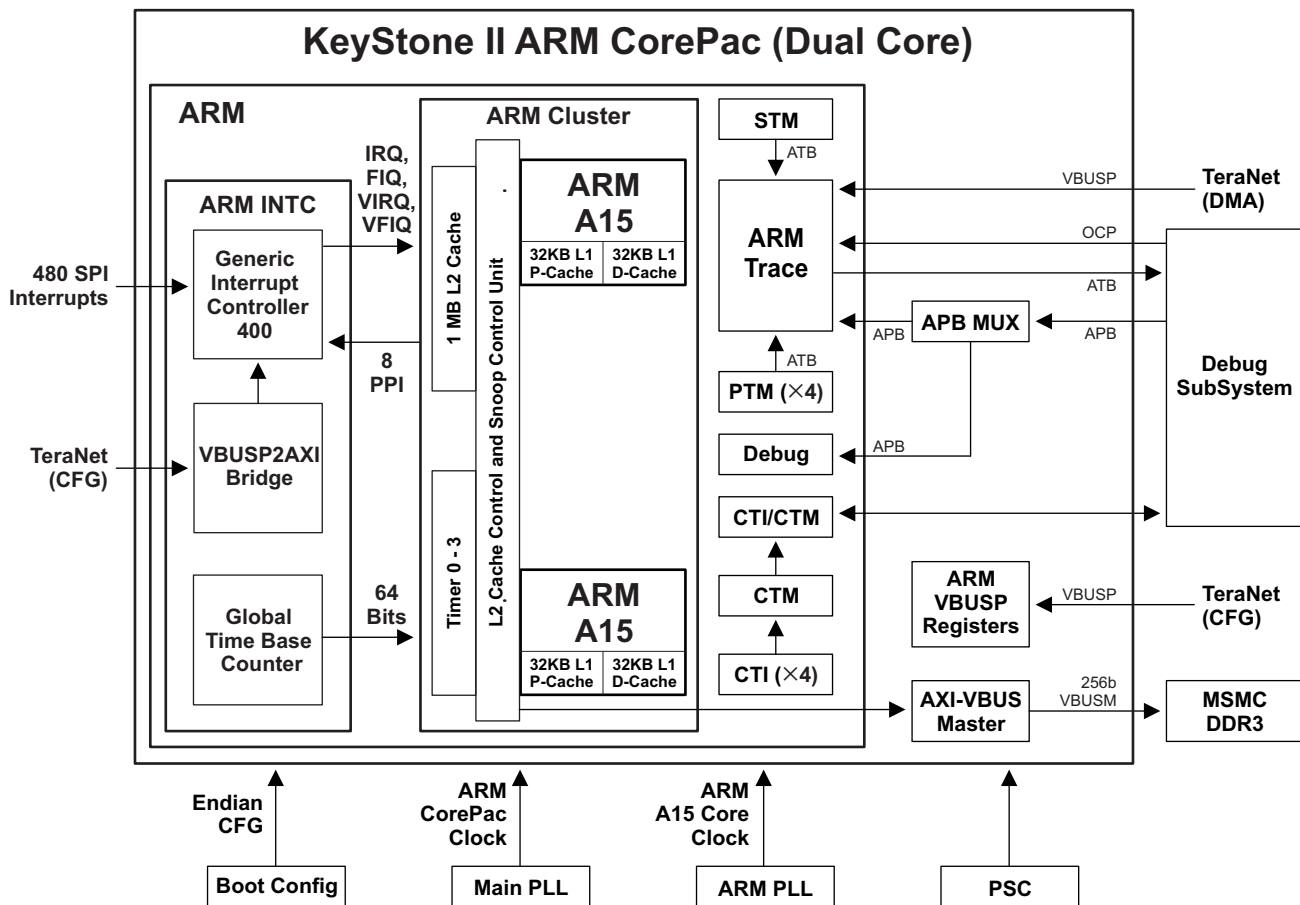 KeyStone II ARM CorePac (Dual Core)
ARM
ARM INTC
Generic
Interrupt
Controller
400
480 SPI
Interrupts
VBUSP2AXI
Bridge
TeraNet
(CFG)
Global
Time Base
Counter
IRQ,
FIQ,
VIRQ,
VFIQ
8
PPI
64
Bits
ARM Cluster
1 MB L2 Cache
Timer 0 - 3
L2 Cache Control and Snoop Control Unit
ARM
A15
32KB L1
P-Cache
32KB L1
D-Cache
ARM
A15
32KB L1
P-Cache
32KB L1
D-Cache
STM
ATB
ARM
Trace
ATB
PTM (×4)
Debug
CTI/CTM
CTM
CTI (×4)
VBUSP
TeraNet
(DMA)
OCP
ATB
APB
APB MUX
APB
APB
Debug
SubSystem
ARM
VBUSP
Registers
VBUSP
TeraNet
(CFG)
AXI-VBUS
Master
256b
VBUSM
MSMC
DDR3
Endian
CFG
Boot Config
ARM
CorePac
Clock
Main PLL
ARM
A15 Core
Clock
ARM PLL
PSC